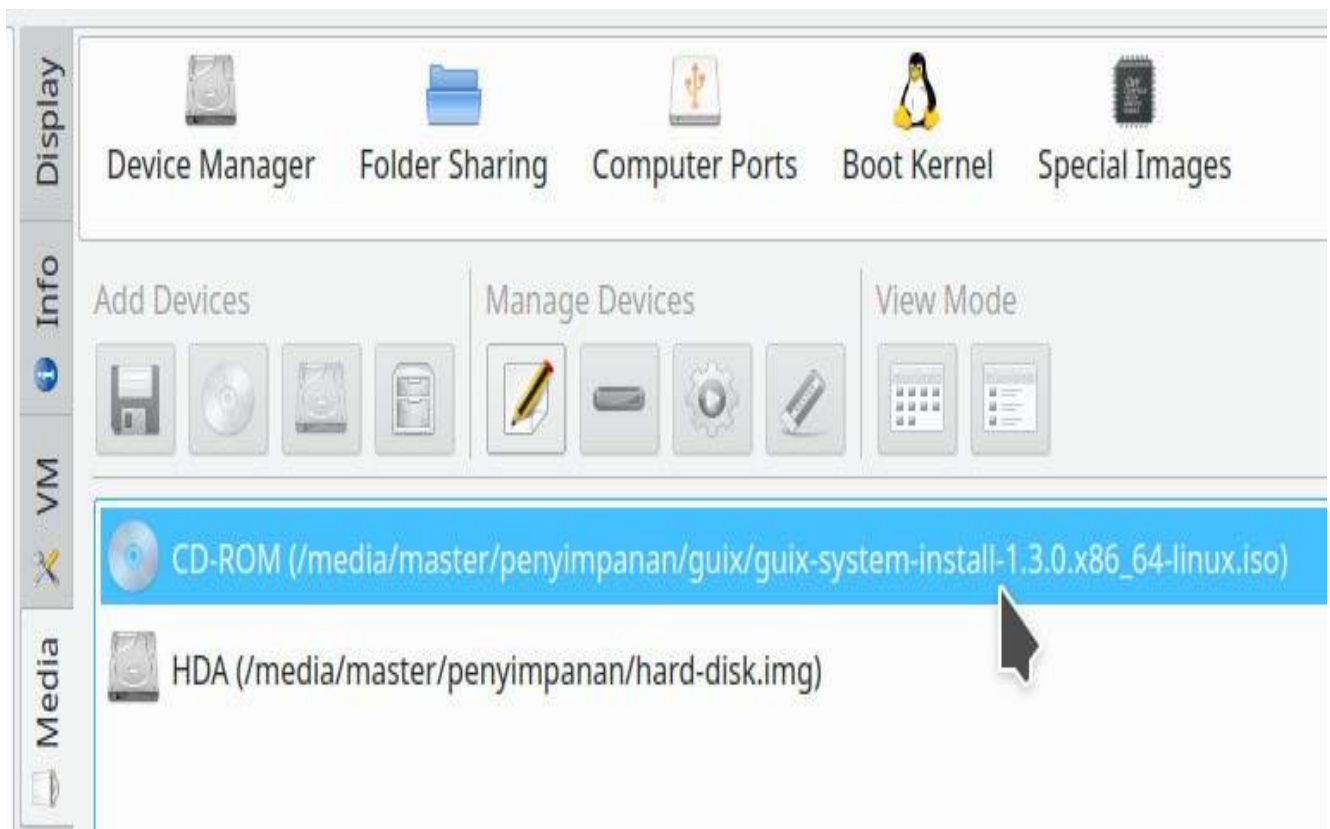 Display
Info
VM
Media
Device Manager
Folder Sharing
Computer Ports
Boot Kernel
Special Images
Add Devices
Manage Devices
View Mode
CD-ROM (/media/master/penyimpanan/guix/guix-system-install-1.3.0.x86_64-linux.iso)
HDA (/media/master/penyimpanan/hard-disk.img)